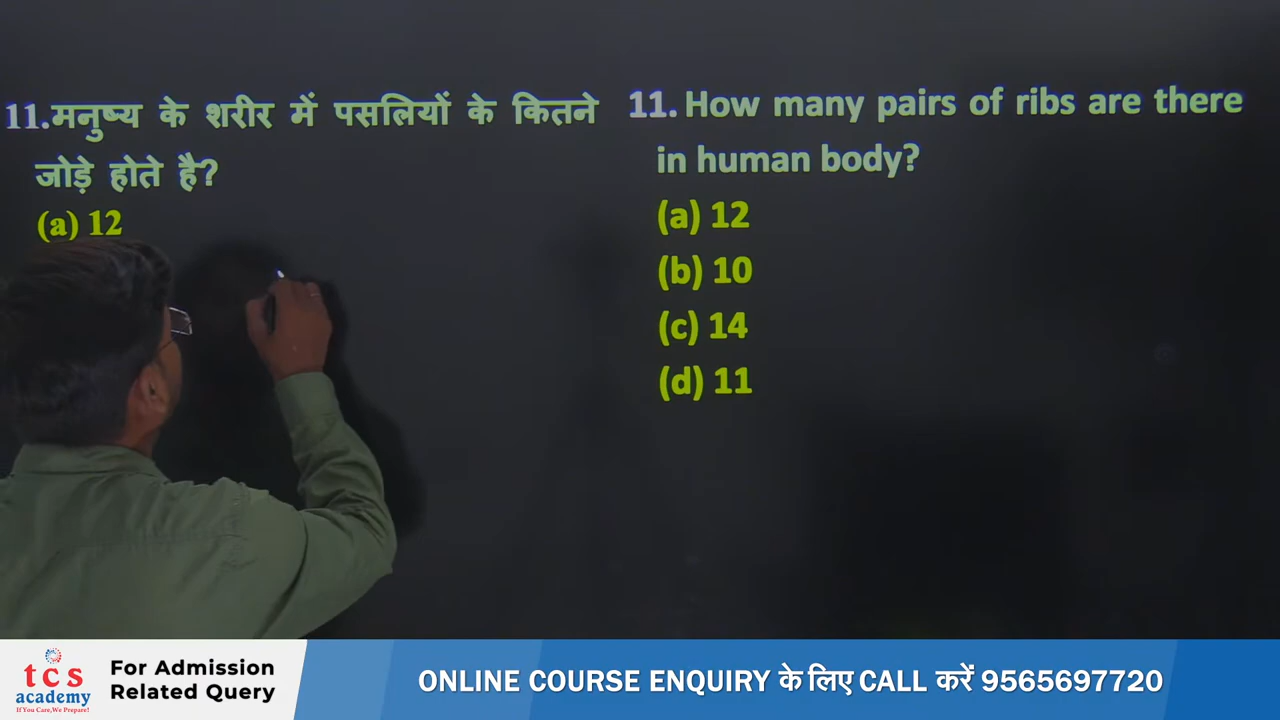 11.मनुष्य के शरीर में पसलियों के कितने
जोड़े होते है?
(a) 12
11. How many pairs of ribs are there
in human body?
(a) 12
(b) 10
(c) 14
(d) 11
tcs
academy
If You Care,We Prepare!
For Admission
Related Query
ONLINE COURSE ENQUIRY के लिए CALL करें 9565697720